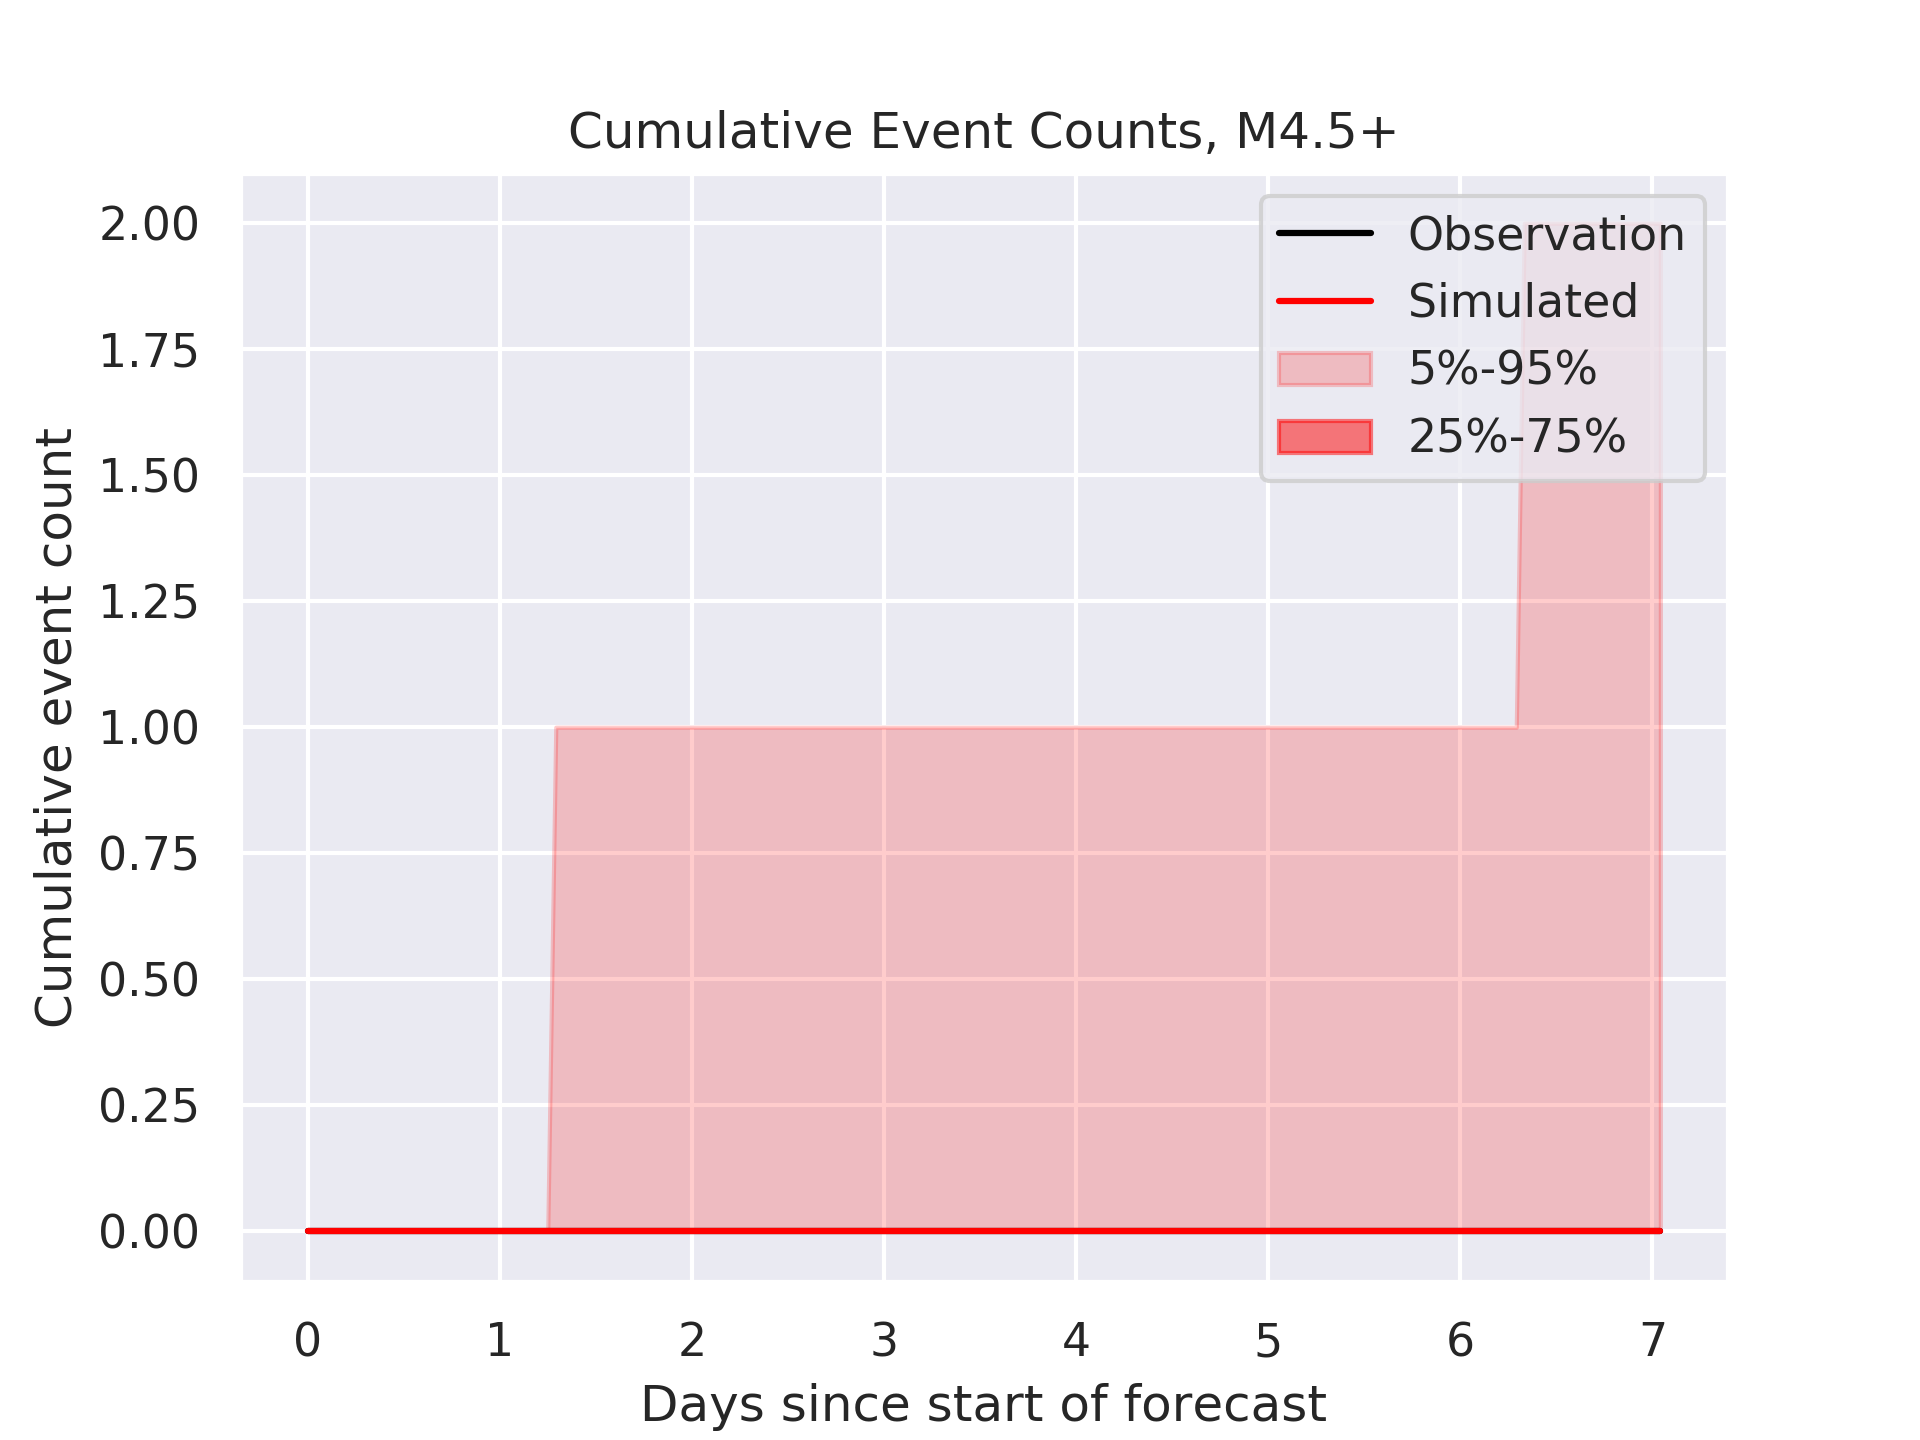 Cumulative Event Counts, M4.5+
Observation
Simulated
5%-95%
25%-75%
2.00
1.75
1.50
1.25
1.00
0.75
0.50
0.25
0.00
Cumulative event count
0 1 2 3 4 5 6 7
Days since start of forecast